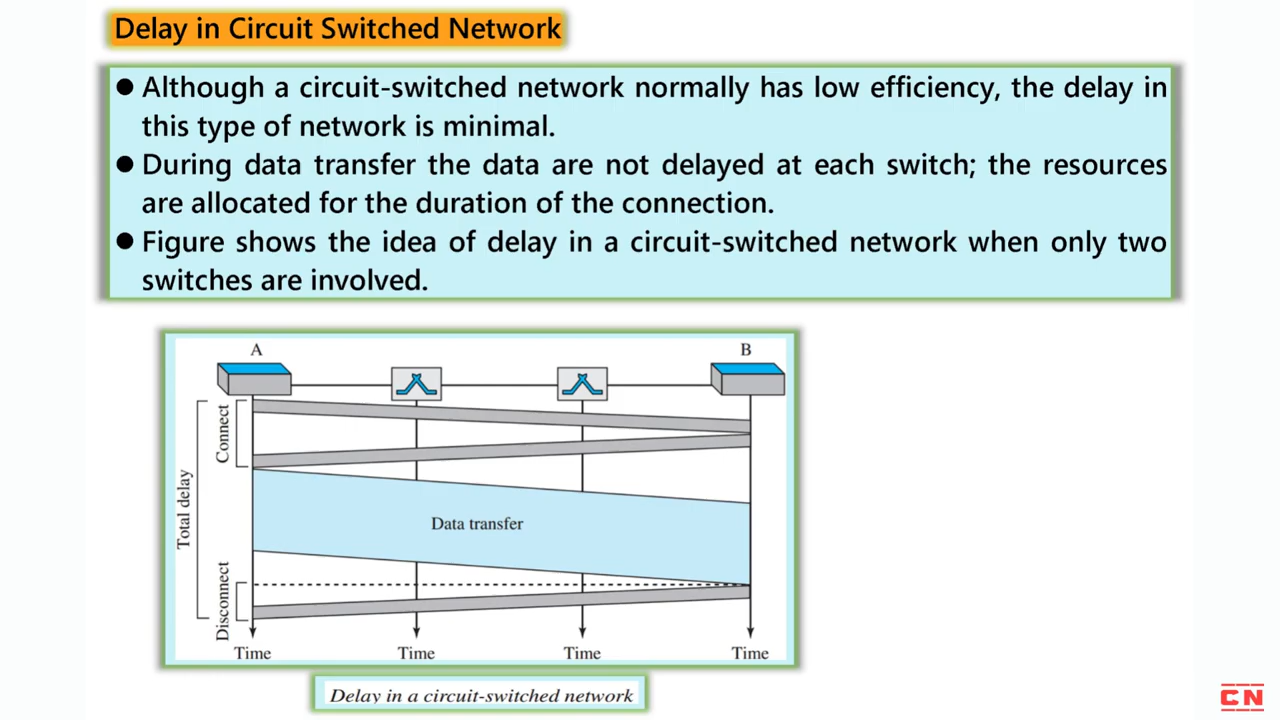 Delay in Circuit Switched Network
● Although a circuit-switched network normally has low efficiency, the delay in
this type of network is minimal.
● During data transfer the data are not delayed at each switch; the resources
are allocated for the duration of the connection.
● Figure shows the idea of delay in a circuit-switched network when only two
switches are involved.
A
B
Connect
Total delay
Data transfer
Disconnect
Time
Time
Time
Time
Delay in a circuit-switched network
CN